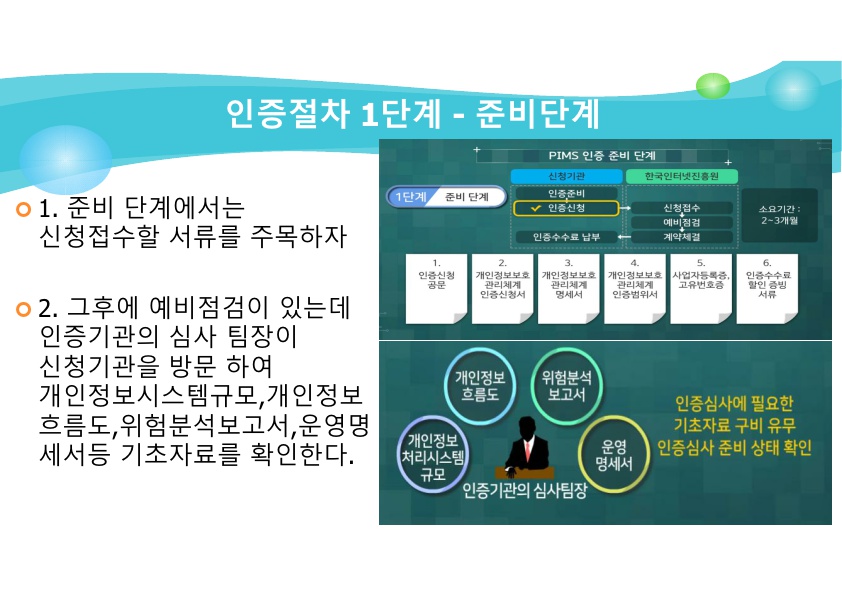 인증절차 1단계 - 준비단계
1. 준비 단계에서는
신청접수할 서류를 주목하자
2. 그후에 예비점검이 있는데
인증기관의 심사 팀장이
신청기관을 방문 하여
개인정보시스템규모,개인정보
흐름도,위험분석보고서,운영명
세서등 기초자료를 확인한다.
PIMS 인증 준비 단계
신청기관
한국인터넷진흥원
1단계
준비 단계
인증준비
인증신청
인증수수료 납부
신청접수
예비점검
계약체결
소요기간 :
2~3개월
1.
인증신청
공문
2.
개인정보보호
관리체계
인증신청서
3.
개인정보보호
관리체계
명세서
4.
개인정보보호
관리체계
인증범위서
5.
사업자등록증,
고유번호증
6.
인증수수료
할인 증빙
서류
개인정보
흐름도
위험분석
보고서
개인정보
처리시스템
규모
운영
명세서
인증기관의 심사팀장
인증심사에 필요한
기초자료 구비 유무
인증심사 준비 상태 확인